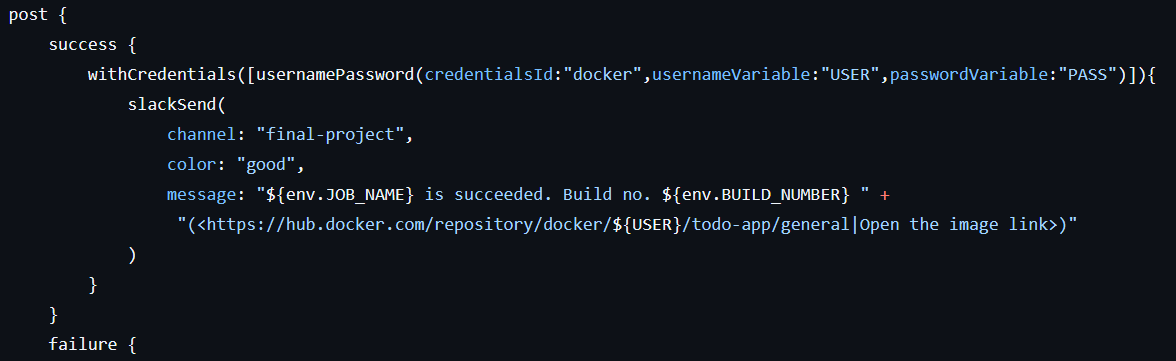 post {
    success {
        withCredentials([usernamePassword(credentialsId:"docker",usernameVariable:"USER",passwordVariable:"PASS")]){
            slackSend(
                channel: "final-project",
                color: "good",
                message: "${env.JOB_NAME} is succeeded. Build no. ${env.BUILD_NUMBER} " +
                 "(<https://hub.docker.com/repository/docker/${USER}/todo-app/general|Open the image link>)"
            )
        }
    }
    failure {